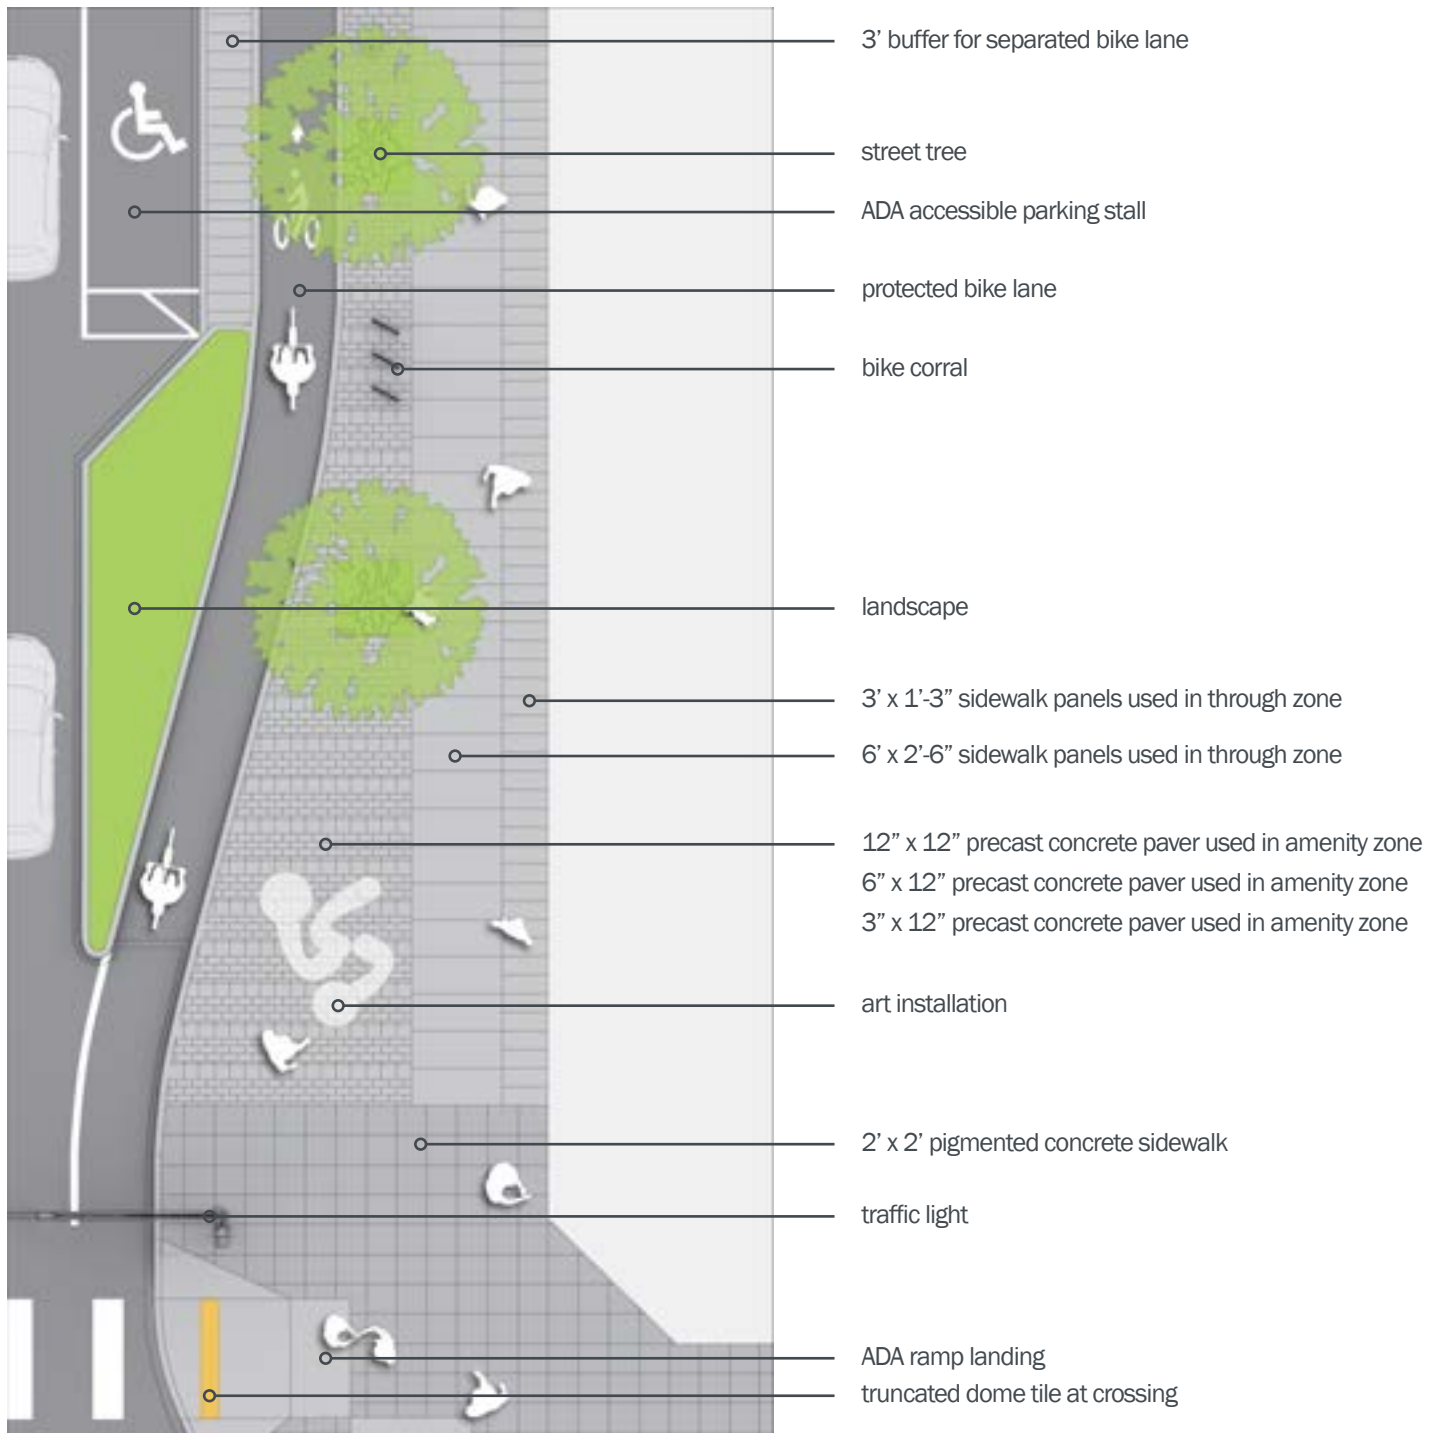 3’ buffer for separated bike lane
street tree
ADA accessible parking stall
protected bike lane
bike corral
landscape
3’ x 1’-3” sidewalk panels used in through zone
6’ x 2’-6” sidewalk panels used in through zone
12” x 12” precast concrete paver used in amenity zone
6” x 12” precast concrete paver used in amenity zone
3” x 12” precast concrete paver used in amenity zone
art installation
2’ x 2’ pigmented concrete sidewalk
traffic light
ADA ramp landing
truncated dome tile at crossing